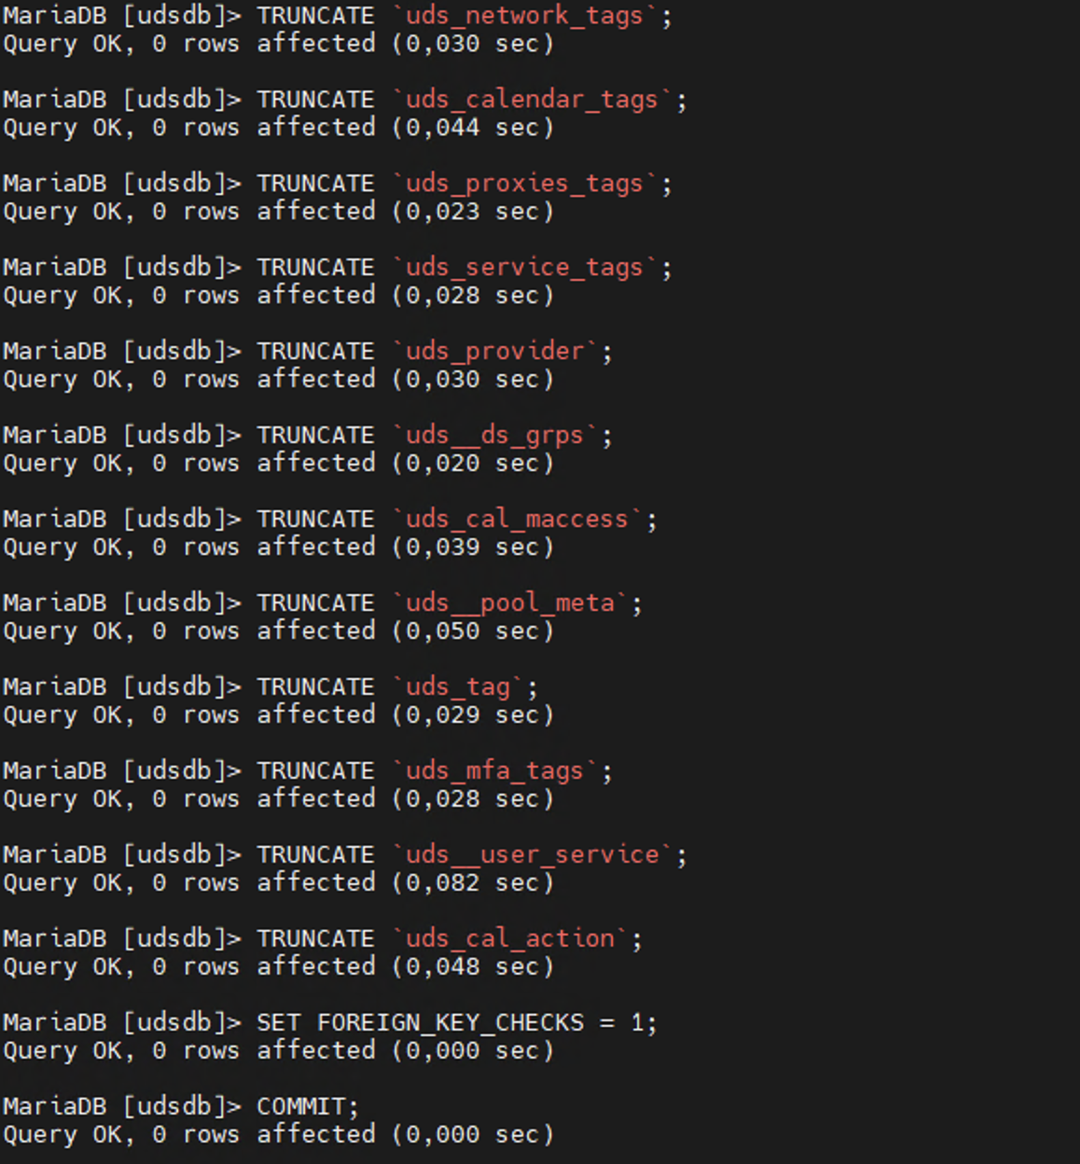 MariaDB [udsdb]> TRUNCATE `uds_network_tags`;
Query OK, 0 rows affected (0,030 sec)
MariaDB [udsdb]> TRUNCATE `uds_calendar_tags`;
Query OK, 0 rows affected (0,044 sec)
MariaDB [udsdb]> TRUNCATE `uds_proxies_tags`;
Query OK, 0 rows affected (0,023 sec)
MariaDB [udsdb]> TRUNCATE `uds_service_tags`;
Query OK, 0 rows affected (0,028 sec)
MariaDB [udsdb]> TRUNCATE `uds_provider`;
Query OK, 0 rows affected (0,030 sec)
MariaDB [udsdb]> TRUNCATE `uds__ds_grps`;
Query OK, 0 rows affected (0,020 sec)
MariaDB [udsdb]> TRUNCATE `uds_cal_maccess`;
Query OK, 0 rows affected (0,039 sec)
MariaDB [udsdb]> TRUNCATE `uds__pool_meta`;
Query OK, 0 rows affected (0,050 sec)
MariaDB [udsdb]> TRUNCATE `uds_tag`;
Query OK, 0 rows affected (0,029 sec)
MariaDB [udsdb]> TRUNCATE `uds_mfa_tags`;
Query OK, 0 rows affected (0,028 sec)
MariaDB [udsdb]> TRUNCATE `uds__user_service`;
Query OK, 0 rows affected (0,082 sec)
MariaDB [udsdb]> TRUNCATE `uds_cal_action`;
Query OK, 0 rows affected (0,048 sec)
MariaDB [udsdb]> SET FOREIGN_KEY_CHECKS = 1;
Query OK, 0 rows affected (0,000 sec)
MariaDB [udsdb]> COMMIT;
Query OK, 0 rows affected (0,000 sec)